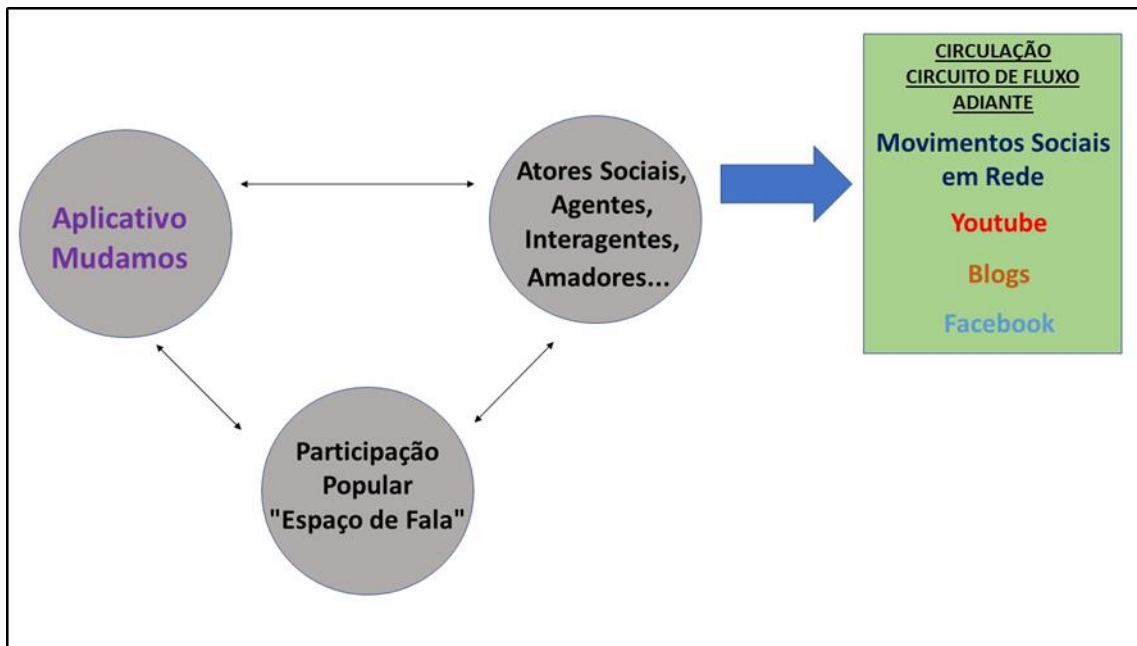 Aplicativo
Mudamos
Atores Sociais,
Agentes,
Interagentes,
Amadores...
Participação
Popular
"Espaço de Fala"
CIRCULAÇÃO
CIRCUITO DE FLUXO
ADIANTE
Movimentos Sociais
em Rede
Youtube
Blogs
Facebook